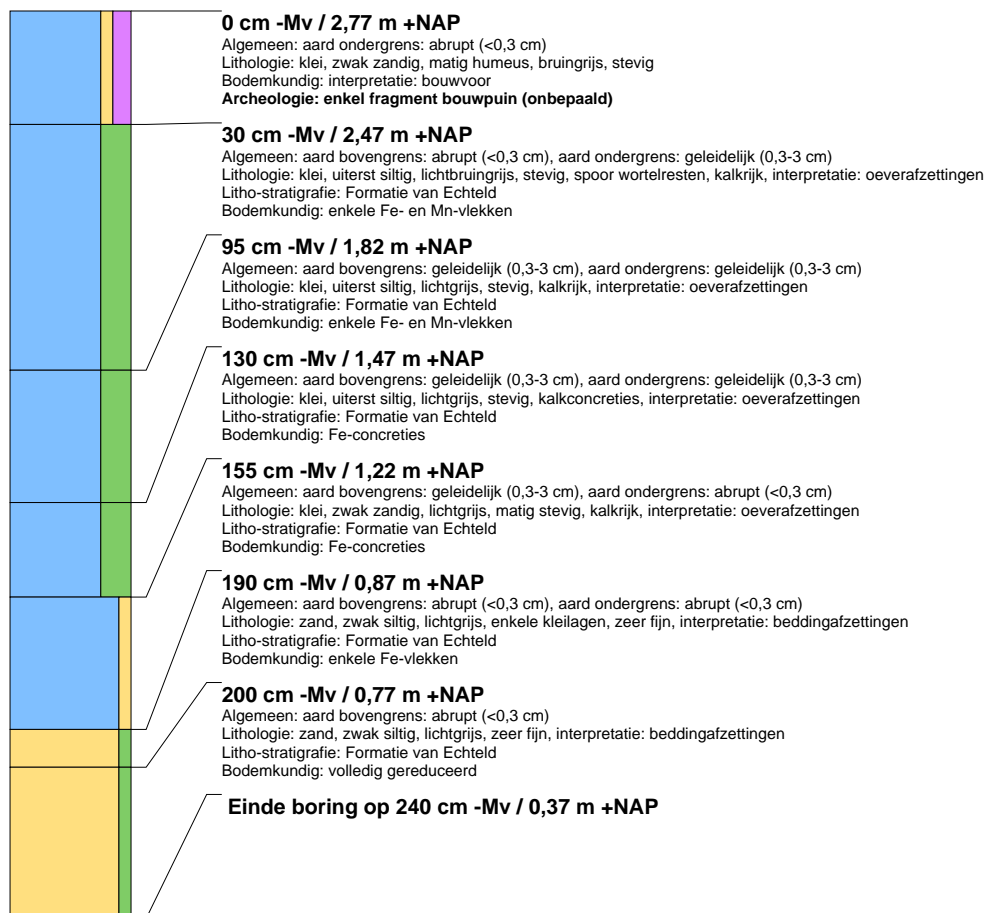 0 cm -Mv / 2,77 m +NAP
Algemeen: aard ondergrens: abrupt (<0,3 cm)
Lithologie: klei, zwak zandig, matig humeus, bruingrijs, stevig
Bodemkundig: interpretatie: bouwvoor
Archeologie: enkel fragment bouwpuin (onbepaald)
30 cm -Mv / 2,47 m +NAP
Algemeen: aard bovengrens: abrupt (<0,3 cm), aard ondergrens: geleidelijk (0,3-3 cm)
Lithologie: klei, uiterst siltig, lichtbruingrijs, stevig, spoor wortelresten, kalkrijk, interpretatie: oeverafzettingen
Litho-stratigrafie: Formatie van Echteld
Bodemkundig: enkele Fe- en Mn-vlekken
95 cm -Mv / 1,82 m +NAP
Algemeen: aard bovengrens: geleidelijk (0,3-3 cm), aard ondergrens: geleidelijk (0,3-3 cm)
Lithologie: klei, uiterst siltig, lichtgrijs, stevig, kalkrijk, interpretatie: oeverafzettingen
Litho-stratigrafie: Formatie van Echteld
Bodemkundig: enkele Fe- en Mn-vlekken
130 cm -Mv / 1,47 m +NAP
Algemeen: aard bovengrens: geleidelijk (0,3-3 cm), aard ondergrens: geleidelijk (0,3-3 cm)
Lithologie: klei, uiterst siltig, lichtgrijs, stevig, kalkconcreties, interpretatie: oeverafzettingen
Litho-stratigrafie: Formatie van Echteld
Bodemkundig: Fe-concreties
155 cm -Mv / 1,22 m +NAP
Algemeen: aard bovengrens: geleidelijk (0,3-3 cm), aard ondergrens: abrupt (<0,3 cm)
Lithologie: klei, zwak zandig, lichtgrijs, matig stevig, kalkrijk, interpretatie: oeverafzettingen
Litho-stratigrafie: Formatie van Echteld
Bodemkundig: Fe-concreties
190 cm -Mv / 0,87 m +NAP
Algemeen: aard bovengrens: abrupt (<0,3 cm), aard ondergrens: abrupt (<0,3 cm)
Lithologie: zand, zwak siltig, lichtgrijs, enkele kleilagen, zeer fijn, interpretatie: beddingafzettingen
Litho-stratigrafie: Formatie van Echteld
Bodemkundig: enkele Fe-vlekken
200 cm -Mv / 0,77 m +NAP
Algemeen: aard bovengrens: abrupt (<0,3 cm)
Lithologie: zand, zwak siltig, lichtgrijs, zeer fijn, interpretatie: beddingafzettingen
Litho-stratigrafie: Formatie van Echteld
Bodemkundig: volledig gereduceerd
Einde boring op 240 cm -Mv / 0,37 m +NAP